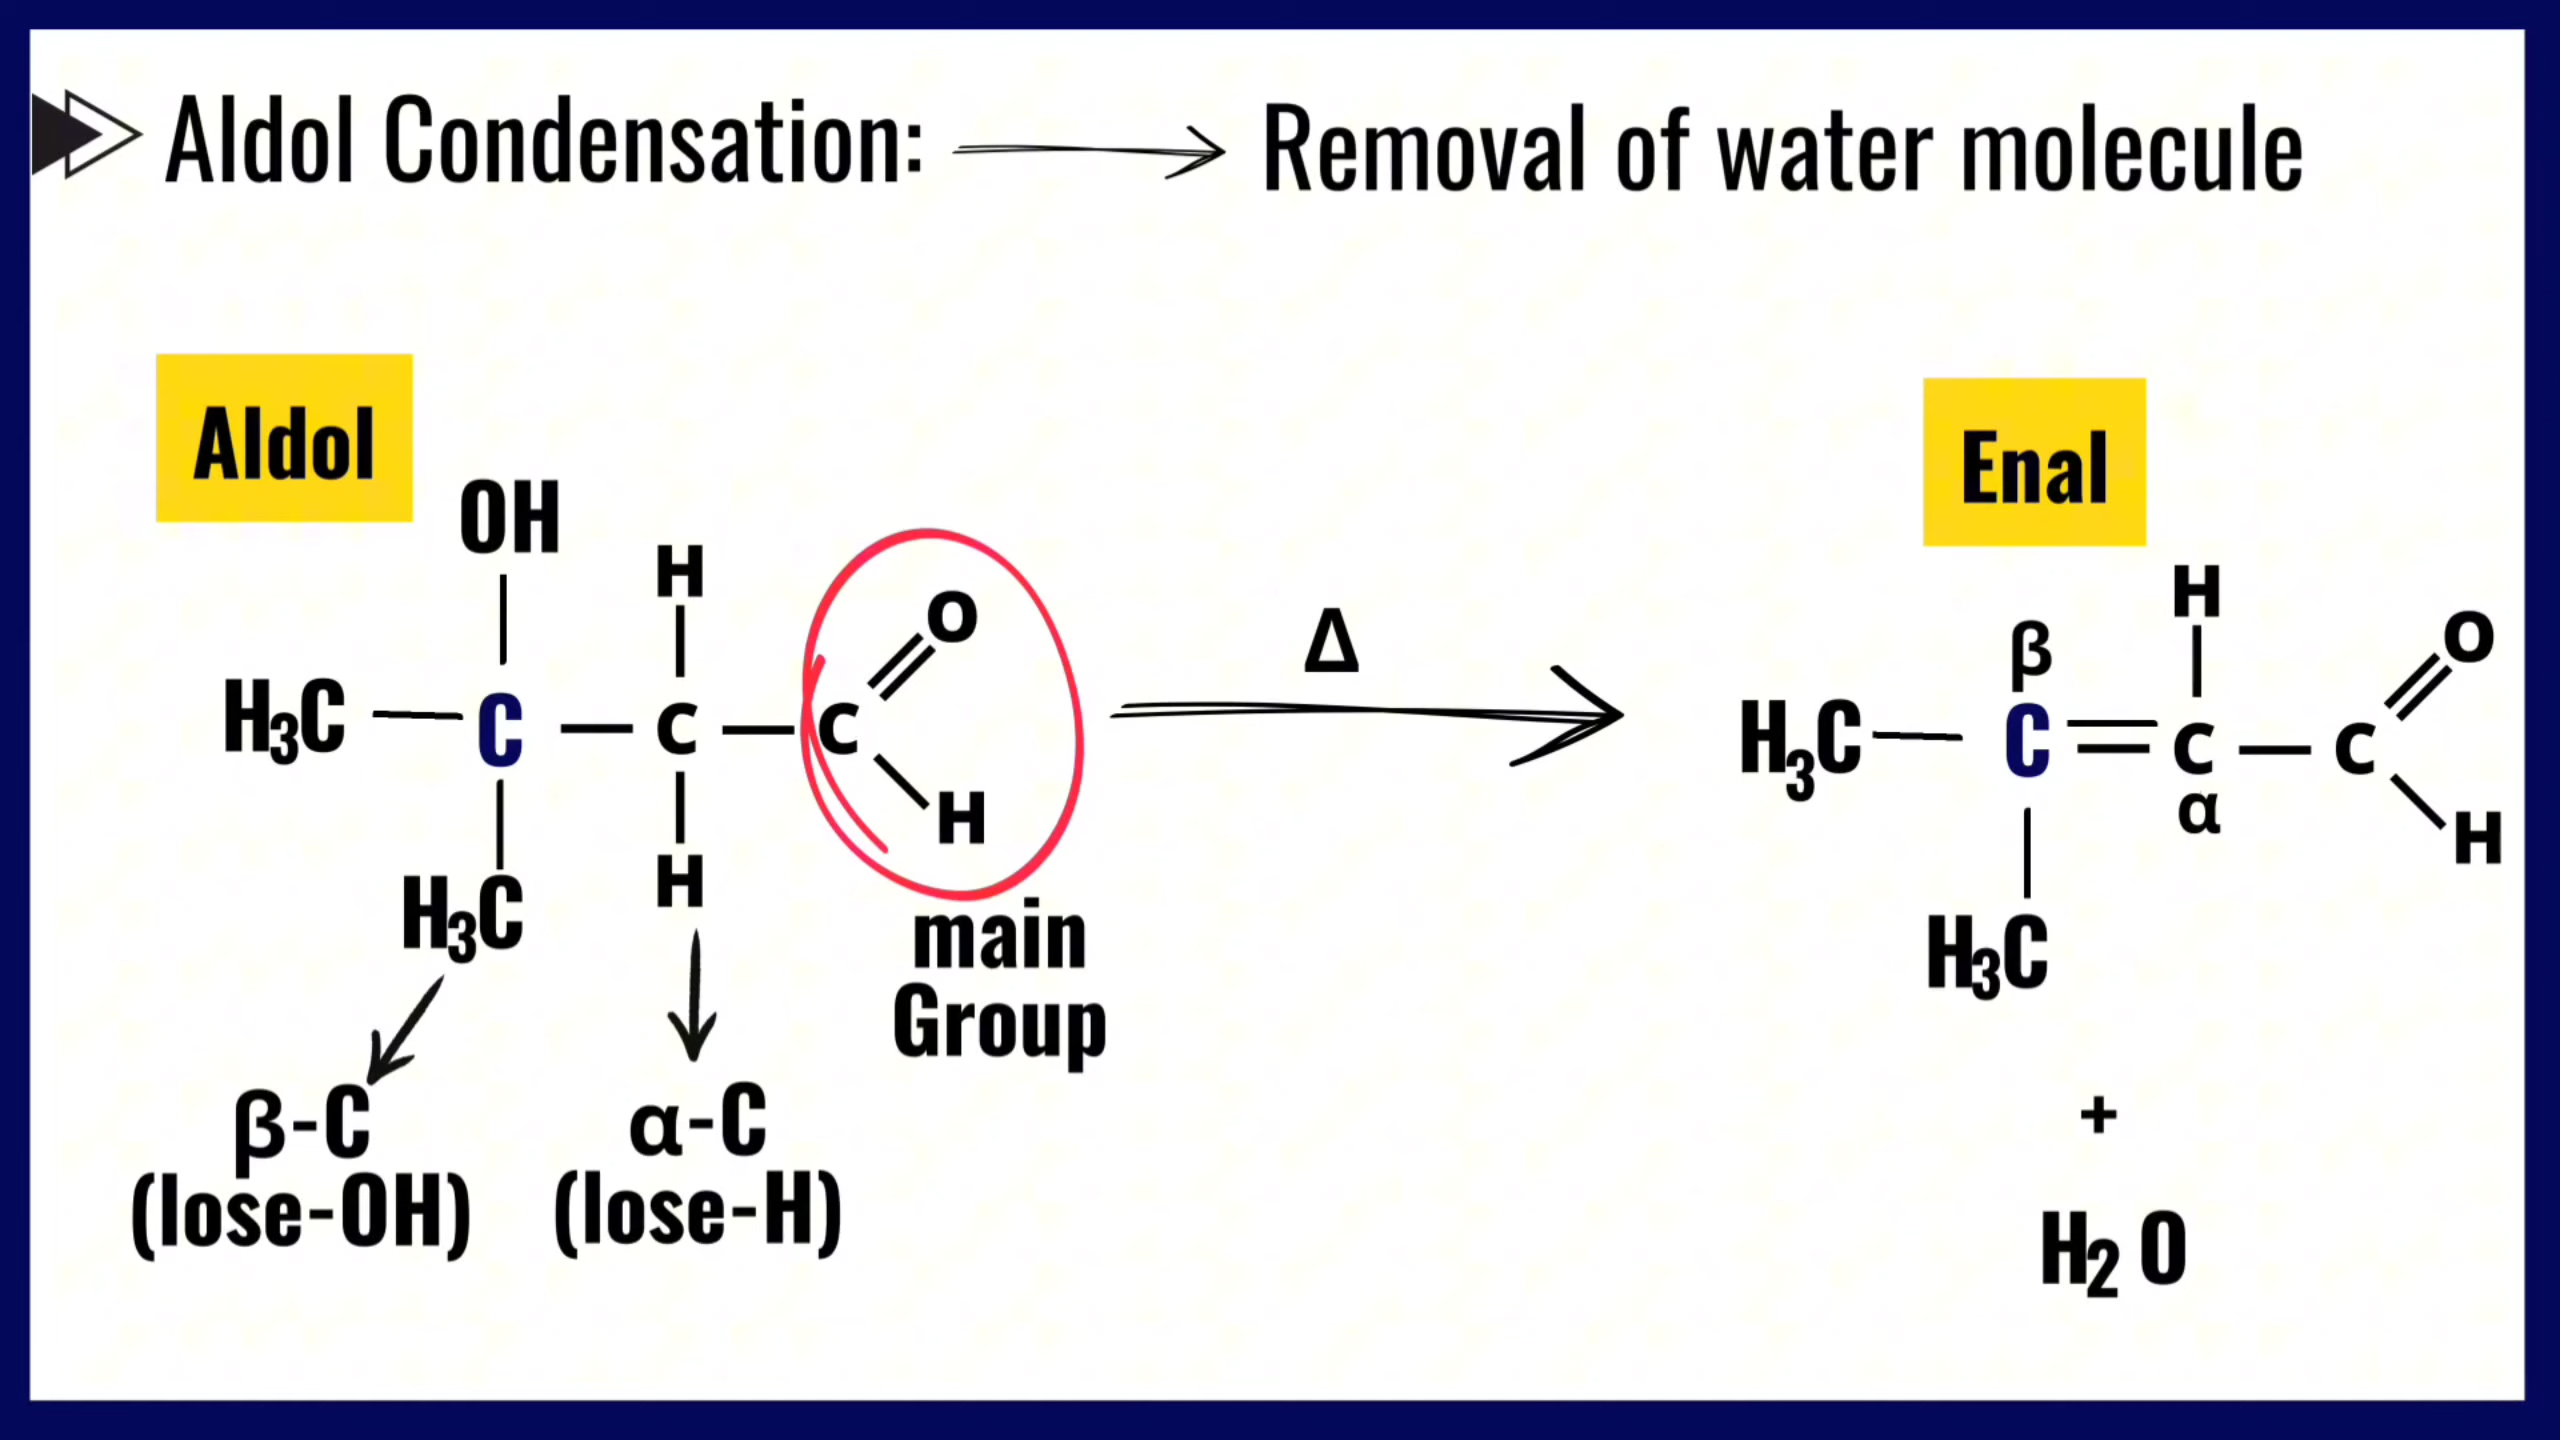 Aldol Condensation: Removal of water molecule
Aldol
Enal
OH
H
O
H₃C C C C
H
H
H₃C
main
Group
Δ
β-C
(lose-OH)
α-C
(lose-H)
H
β
O
H₃C C C C
α
H
H₃C
+
H₂ O